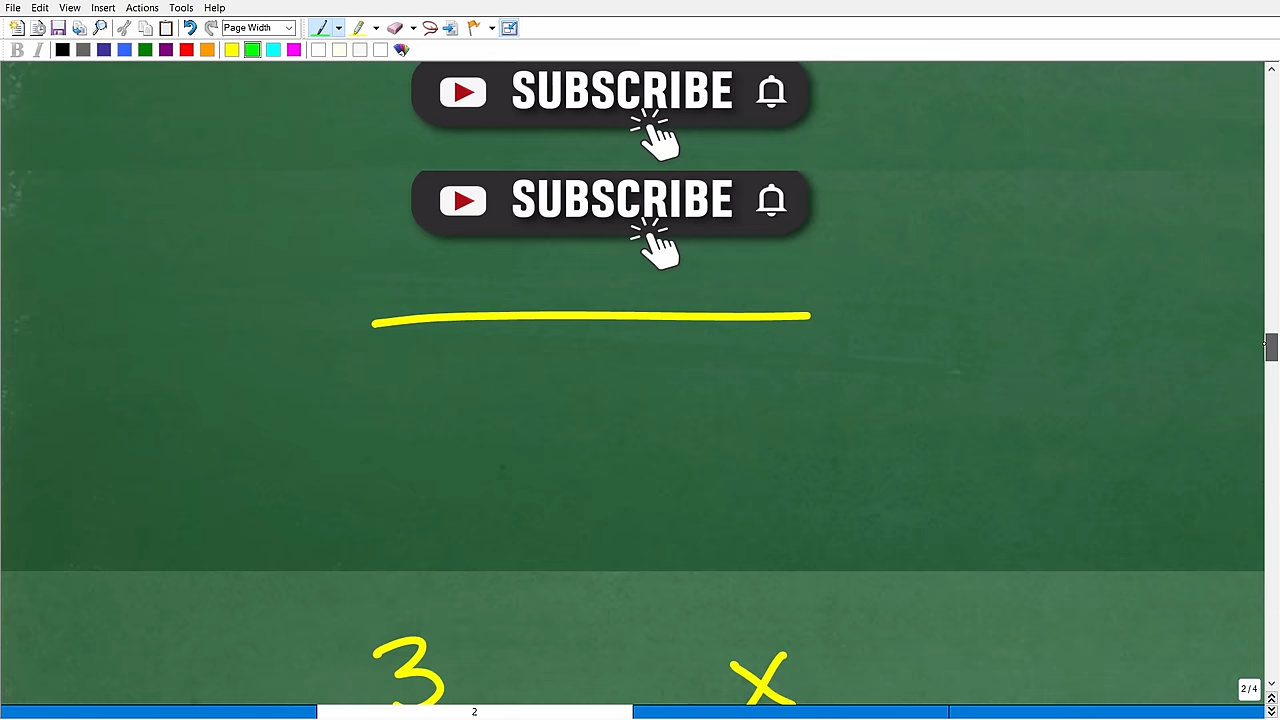 File Edit View Insert Actions Tools Help
Page Width
B I
SUBSCRIBE
SUBSCRIBE
3 x
2/4
2